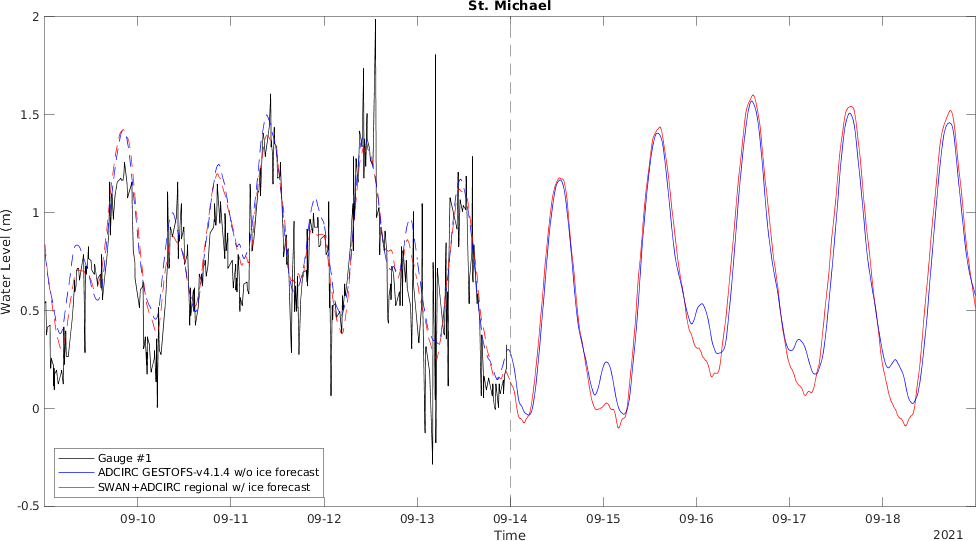 St. Michael
2
1.5
1
0.5
0
-0.5
Water Level (m)
Gauge #1
ADCIRC GESTOFS-v4.1.4 w/o ice forecast
SWAN+ADCIRC regional w/ ice forecast
09-10 09-11 09-12 09-13 09-14 09-15 09-16 09-17 09-18
Time
2021